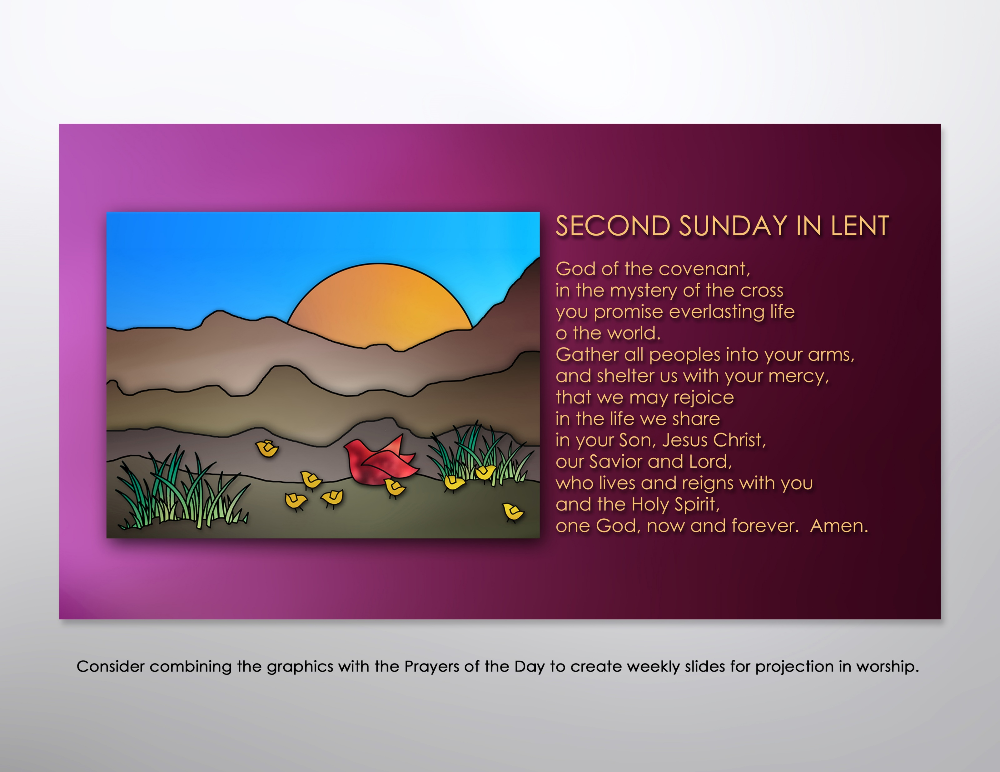 SECOND SUNDAY IN LENT
God of the covenant,
in the mystery of the cross
you promise everlasting life
o the world.
Gather all peoples into your arms,
and shelter us with your mercy,
that we may rejoice
in the life we share
in your Son, Jesus Christ,
our Savior and Lord,
who lives and reigns with you
and the Holy Spirit,
one God, now and forever.  Amen.
Consider combining the graphics with the Prayers of the Day to create weekly slides for projection in worship.